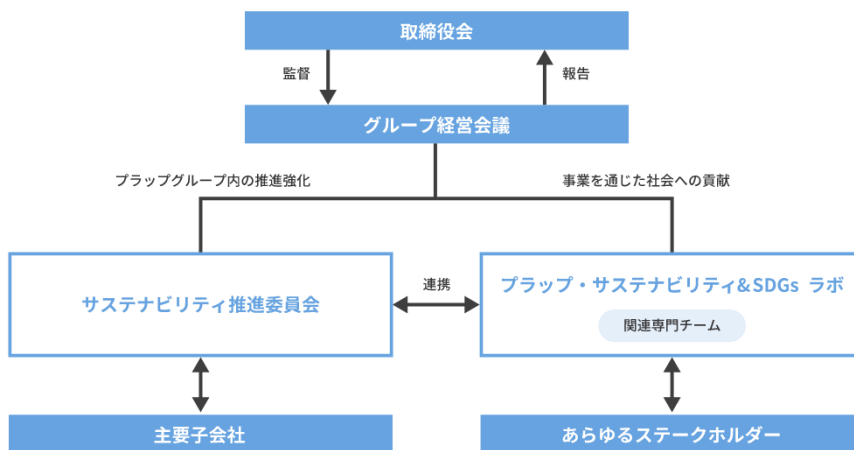 取締役会
監督
報告
グループ経営会議
プラップグループ内の推進強化
事業を通じた社会への貢献
サステナビリティ推進委員会
連携
プラップ・サステナビリティ&SDGs ラボ
関連専門チーム
主要子会社
あらゆるステークホルダー